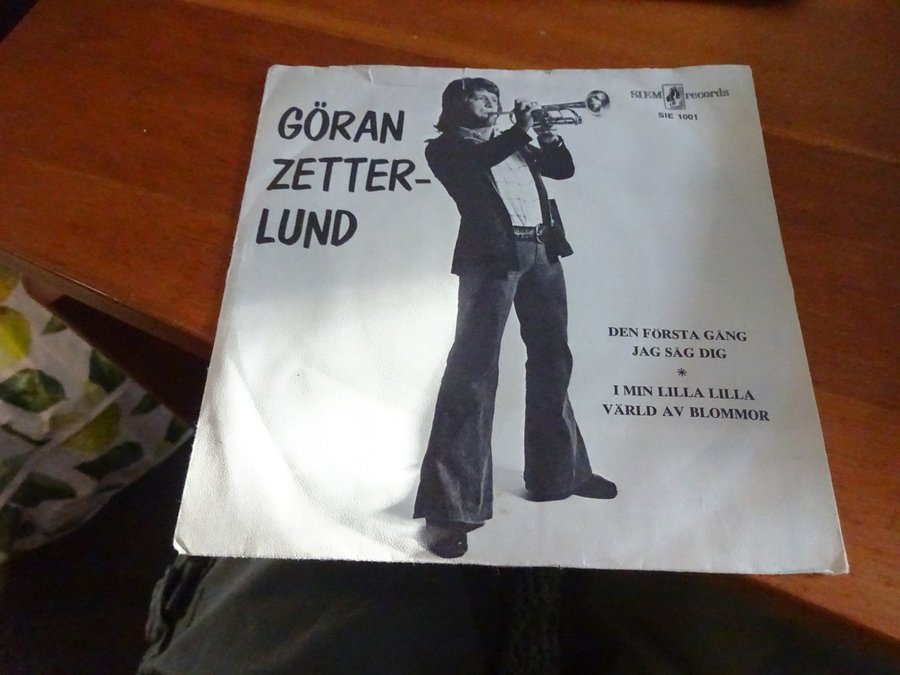 GÖRAN
ZETTER-
LUND
SIEM records
SIE 1001
DEN FÖRSTA GÅNG
JAG SÅG DIG
*
I MIN LILLA LILLA
VÄRLD AV BLOMMOR